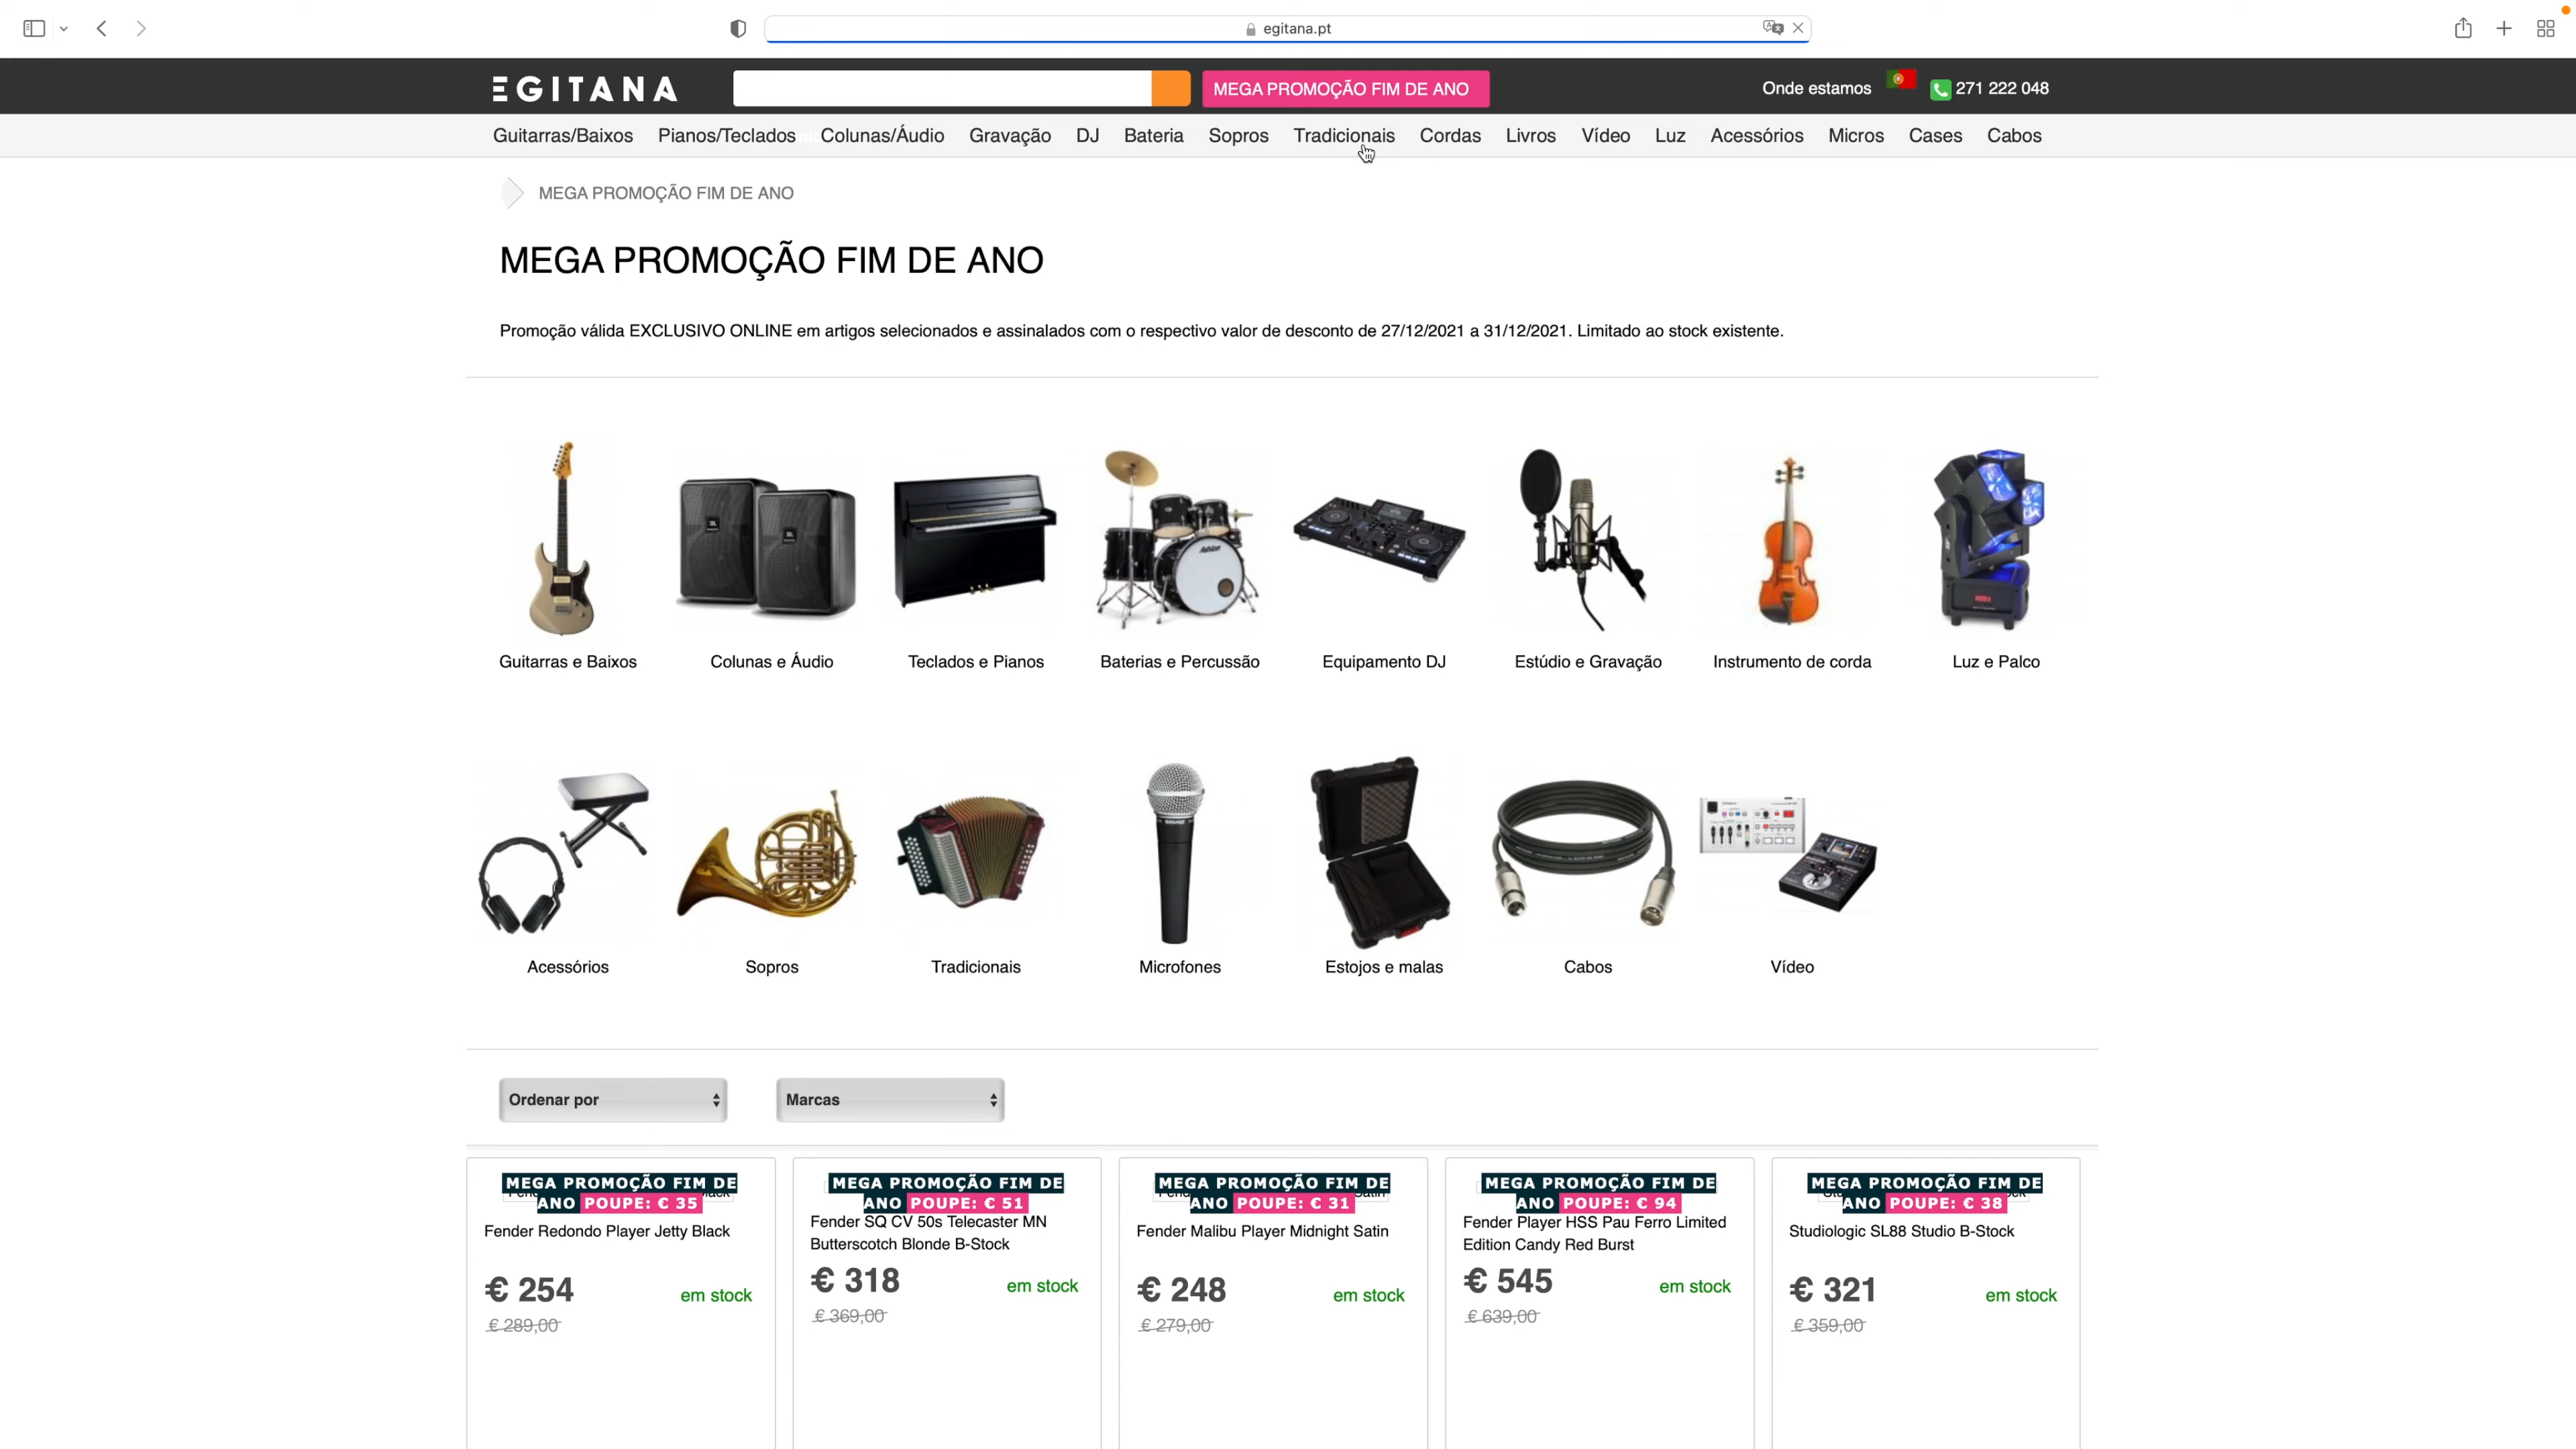 egitana.pt
EGITANA
MEGA PROMOÇÃO FIM DE ANO
Onde estamos
271 222 048
Guitarras/Baixos Pianos/Teclados Colunas/Áudio Gravação DJ Bateria Sopros Tradicionais Cordas Livros Vídeo Luz Acessórios Micros Cases Cabos
MEGA PROMOÇÃO FIM DE ANO
MEGA PROMOÇÃO FIM DE ANO
Promoção válida EXCLUSIVO ONLINE em artigos selecionados e assinalados com o respectivo valor de desconto de 27/12/2021 a 31/12/2021. Limitado ao stock existente.
Guitarras e Baixos Colunas e Áudio Teclados e Pianos Baterias e Percussão Equipamento DJ Estúdio e Gravação Instrumento de corda Luz e Palco
Acessórios Sopros Tradicionais Microfones Estojos e malas Cabos Vídeo
Ordenar por Marcas
MEGA PROMOÇÃO FIM DE
ANO POUPE: € 35
Fender Redondo Player Jetty Black
€ 254 em stock
€ 289,00
MEGA PROMOÇÃO FIM DE
ANO POUPE: € 51
Fender SQ CV 50s Telecaster MN
Butterscotch Blonde B-Stock
€ 318 em stock
€ 369,00
MEGA PROMOÇÃO FIM DE
ANO POUPE: € 31
Fender Malibu Player Midnight Satin
€ 248 em stock
€ 279,00
MEGA PROMOÇÃO FIM DE
ANO POUPE: € 94
Fender Player HSS Pau Ferro Limited
Edition Candy Red Burst
€ 545 em stock
€ 639,00
MEGA PROMOÇÃO FIM DE
ANO POUPE: € 38
Studiologic SL88 Studio B-Stock
€ 321 em stock
€ 359,00